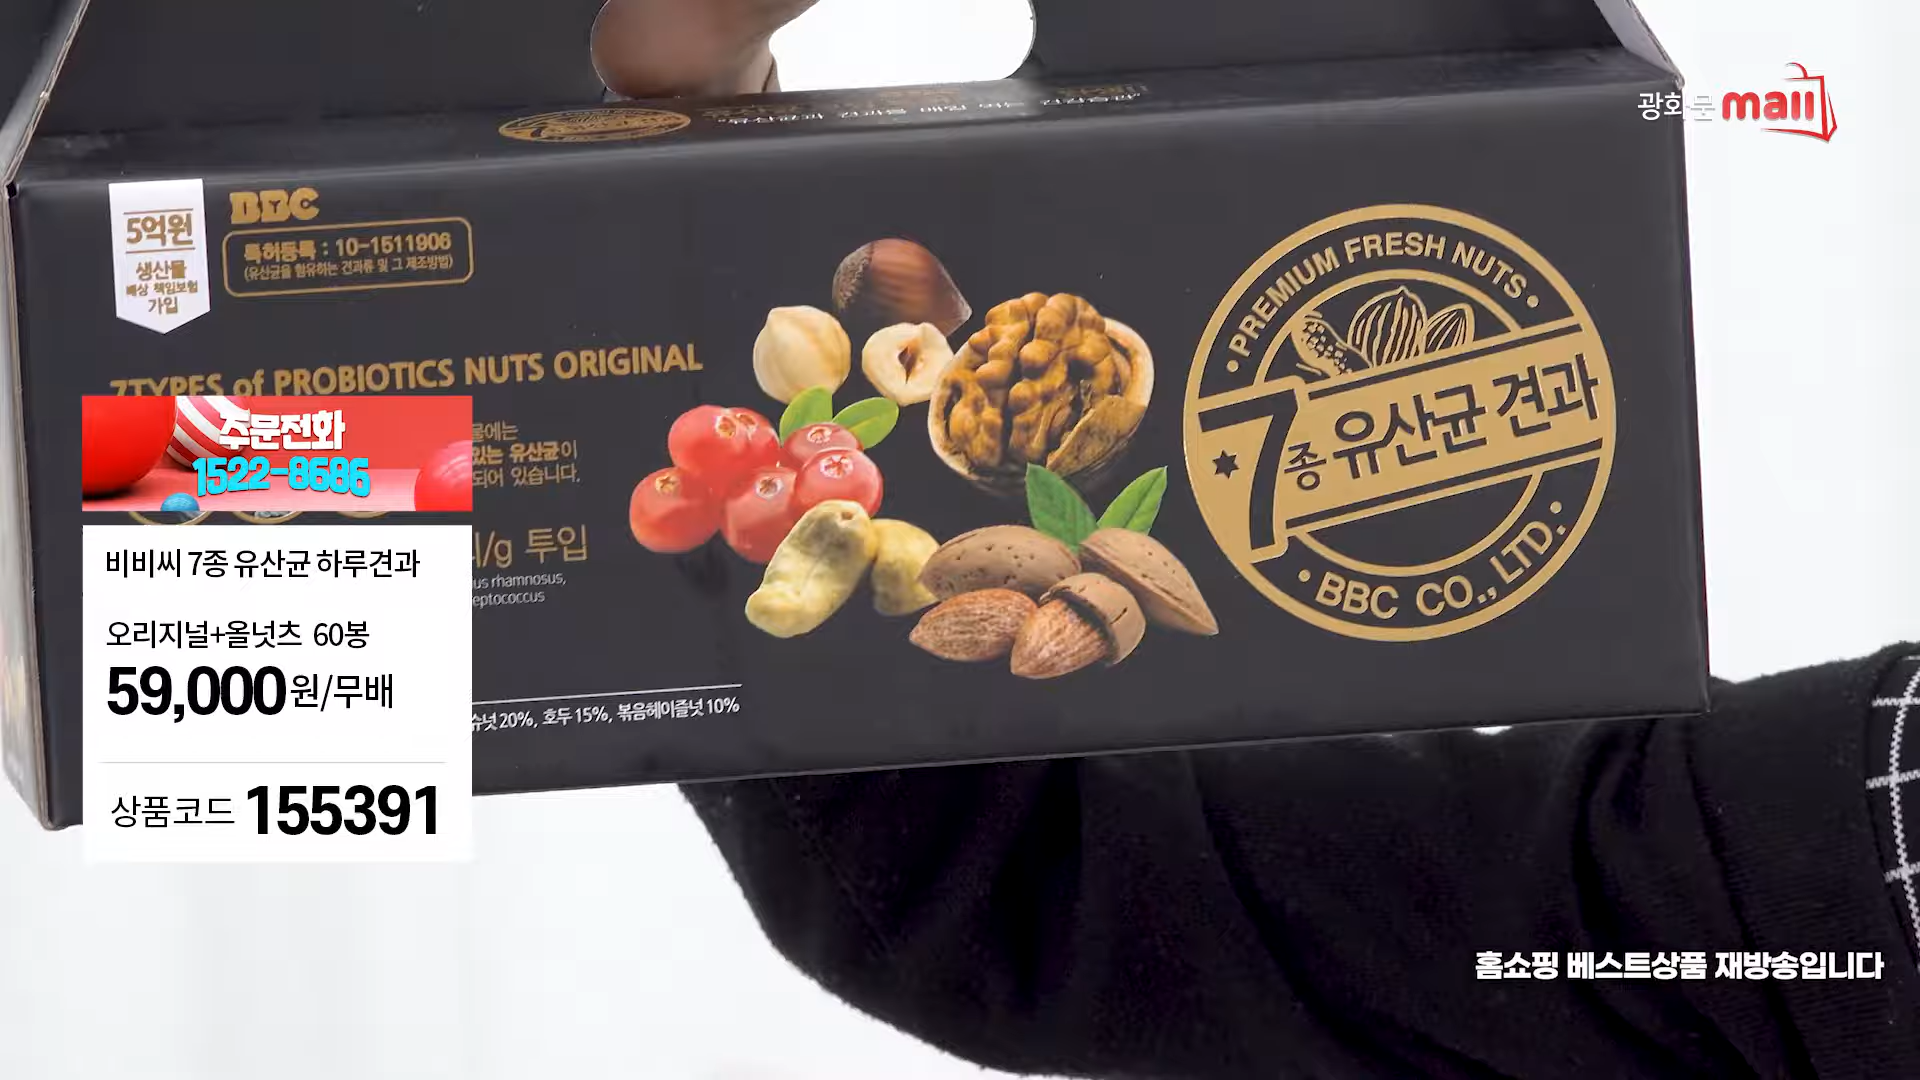 광화문 mall
5억원
생산물
배상 책임보험
가입
BBC
특허등록 : 10-1511906
(유산균을 함유하는 견과류 및 그 제조방법)
7TYPES of PROBIOTICS NUTS ORIGINAL
PREMIUM FRESH NUTS
7종 유산균 견과
BBC CO., LTD.
주문전화
1522-8686
있는 유산균이
되어 있습니다.
/g 투입
rhamnosus,
비비씨 7종 유산균 하루견과
오리지널+올넛츠 60봉
59,000원/무배
상품코드 155391
20%, 호두 15%, 볶음헤이즐넛 10%
홈쇼핑 베스트상품 재방송입니다